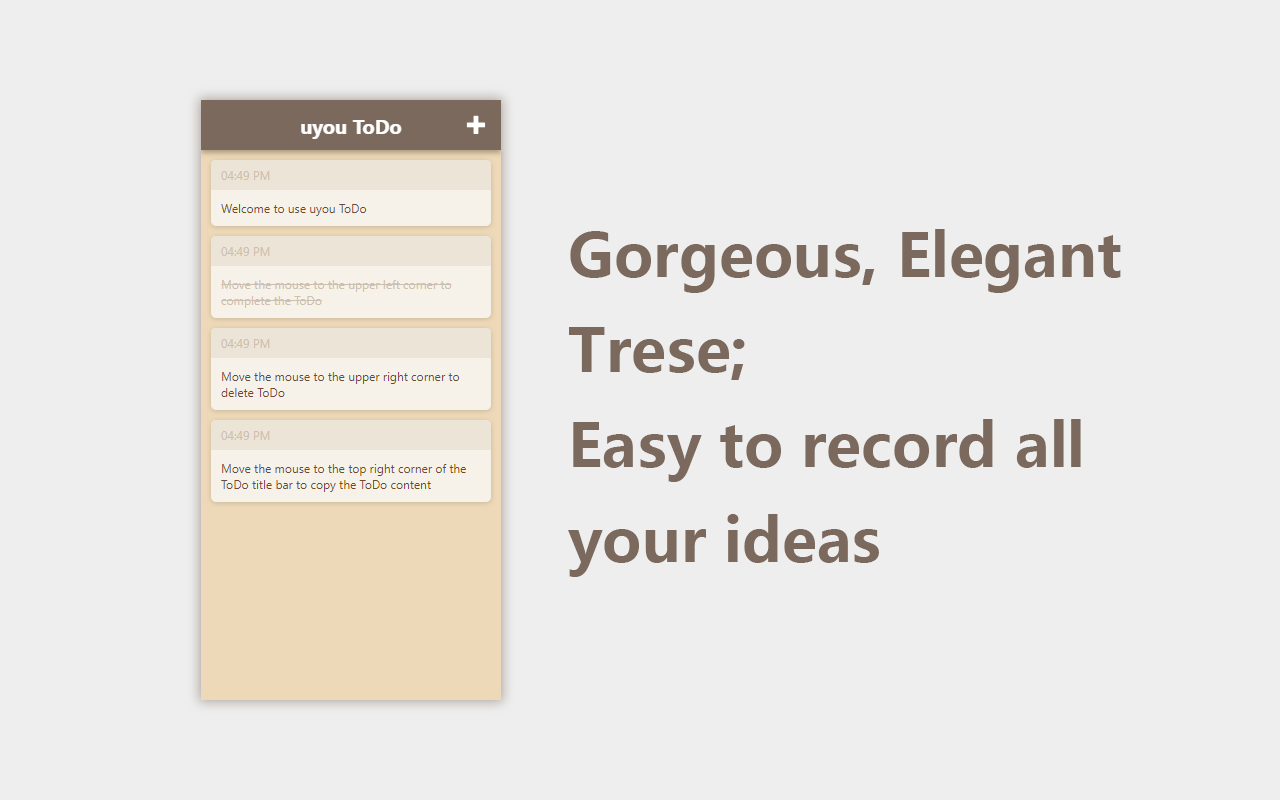 uyou ToDo
04:49 PM
Welcome to use uyou ToDo
04:49 PM
Move the mouse to the upper left corner to
complete the ToDo
04:49 PM
Move the mouse to the upper right corner to
delete ToDo
04:49 PM
Move the mouse to the top right corner of the
ToDo title bar to copy the ToDo content
Gorgeous, Elegant
Trese;
Easy to record all
your ideas